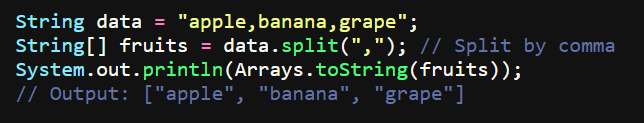 String data = "apple,banana,grape";
String[] fruits = data.split(","); // Split by comma
System.out.println(Arrays.toString(fruits));
// Output: ["apple", "banana", "grape"]